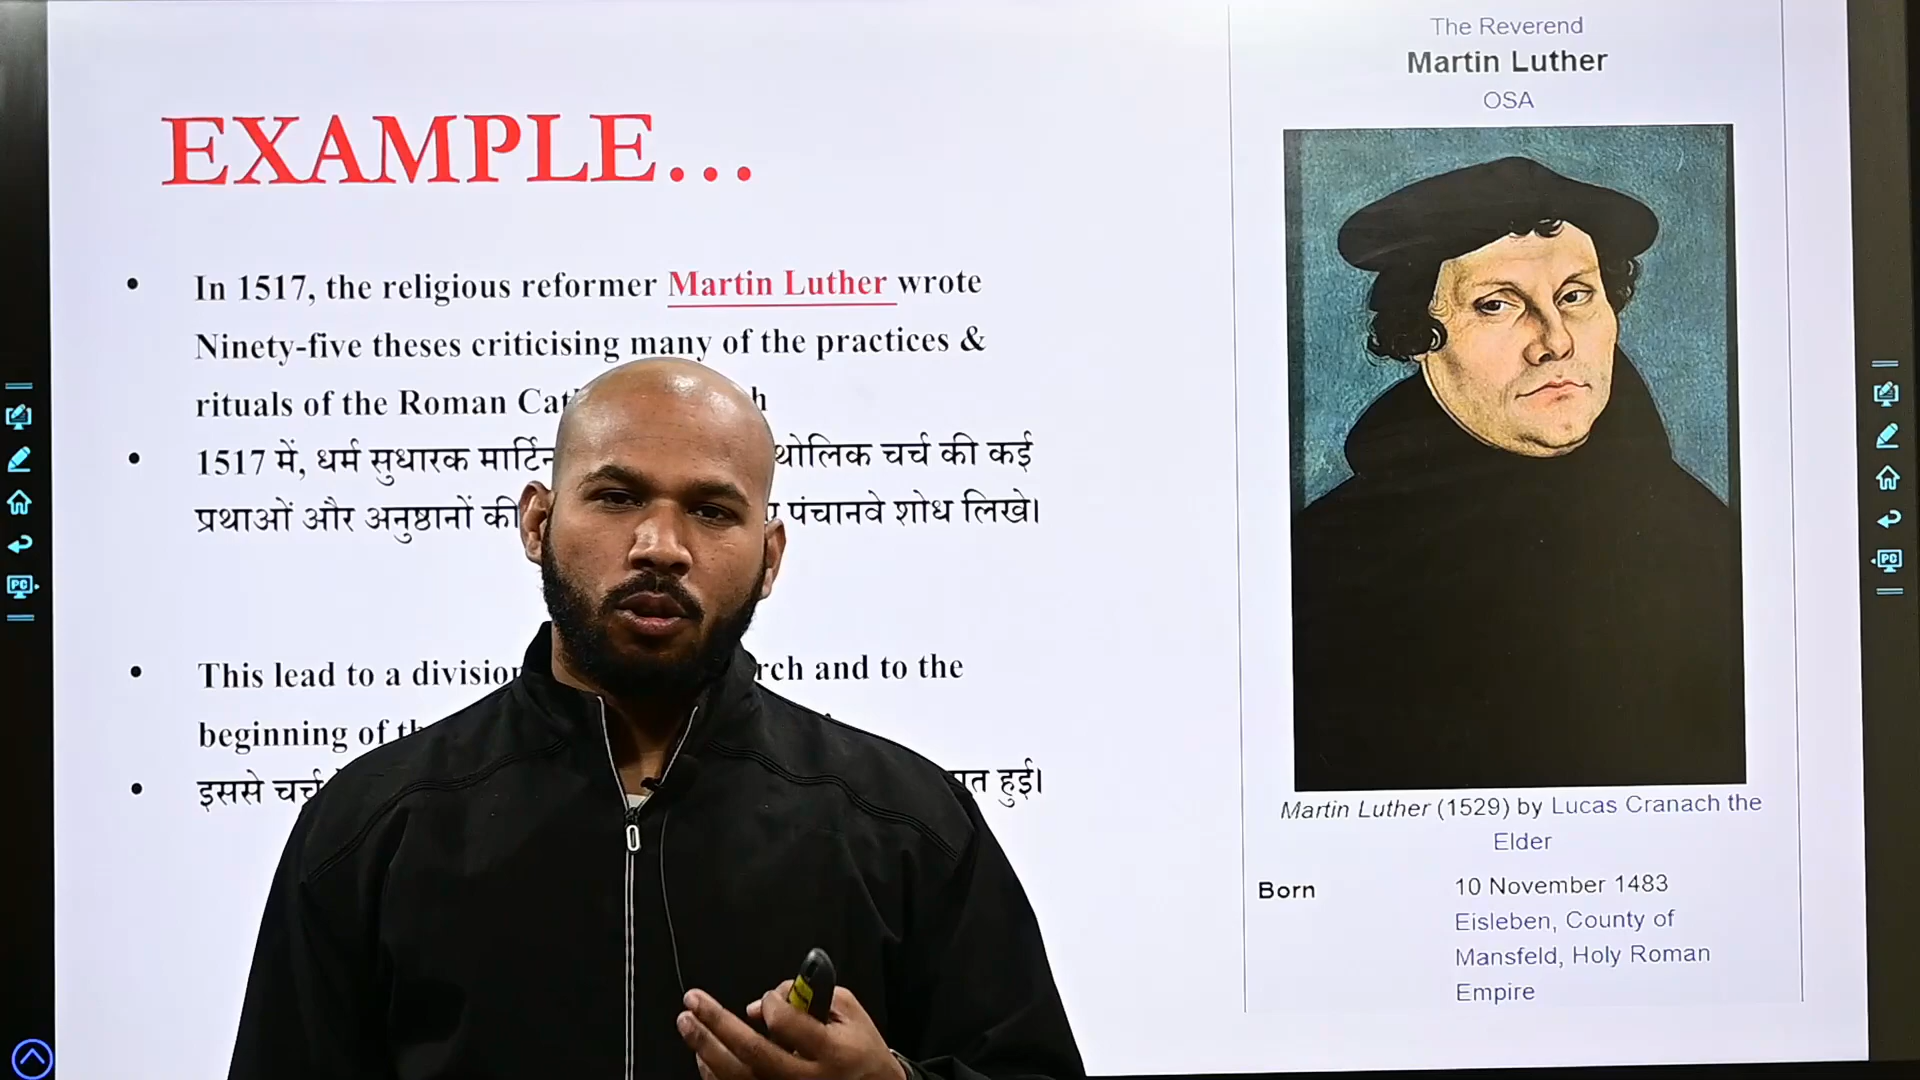 EXAMPLE...
In 1517, the religious reformer Martin Luther wrote
Ninety-five theses criticising many of the practices &
rituals of the Roman
1517 में, धर्म सुधारक चर्च की कई
प्रथाओं और अनुष्ठानों की पंचानवे शोध लिखे।
This lead to a and to the
beginning of
इससे हुई।
The Reverend
Martin Luther
OSA
Martin Luther (1529) by Lucas Cranach the
Elder
Born 10 November 1483
Eisleben, County of
Mansfeld, Holy Roman
Empire
PC
PC